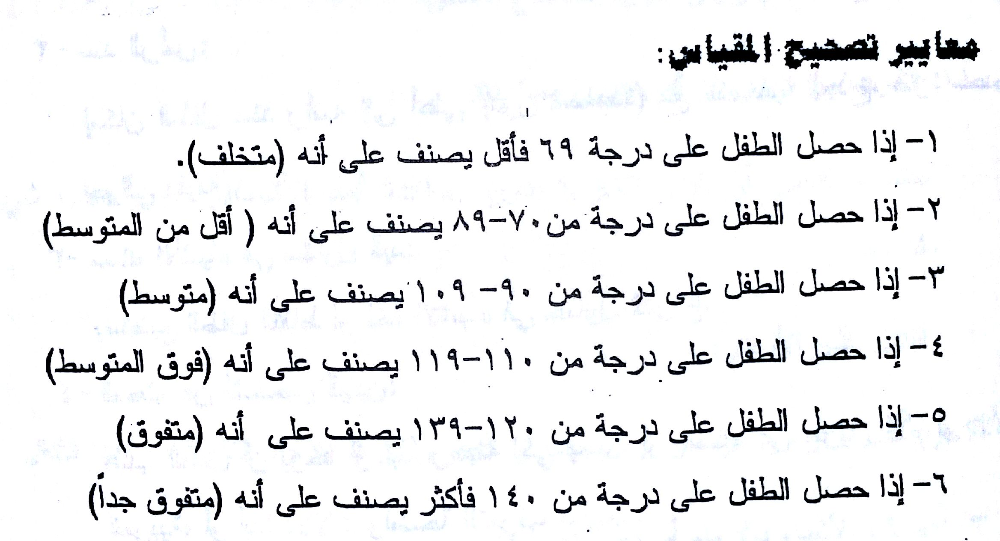 معايير تصحيح المقياس:
١- إذا حصل الطفل على درجة ٦٩ فأقل يصنف على أنه (متخلف).
٢- إذا حصل الطفل على درجة من ٧٠-٨٩ يصنف على أنه ( أقل من المتوسط)
٣- إذا حصل الطفل على درجة من ٩٠- ١٠٩ يصنف على أنه (متوسط)
٤- إذا حصل الطفل على درجة من ١١٠-١١٩ يصنف على أنه (فوق المتوسط)
٥- إذا حصل الطفل على درجة من ١٢٠-١٣٩ يصنف على أنه (متفوق)
٦- إذا حصل الطفل على درجة من ١٤٠ فأكثر يصنف على أنه (متفوق جداً)